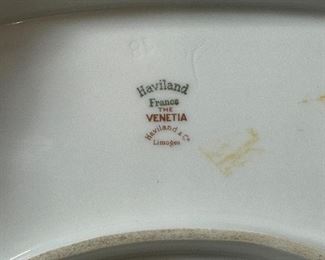 Haviland
France
THE
VENETIA
Haviland & Co
Limoges